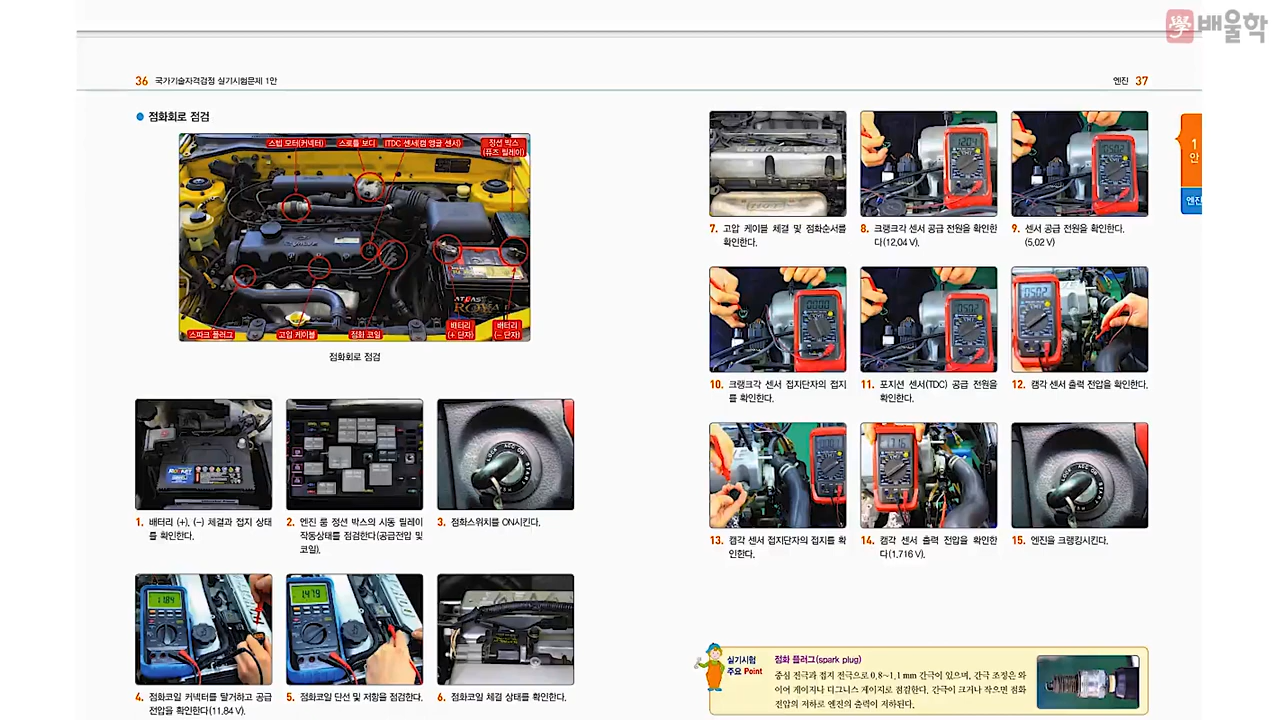 學 배울학
36 국가기술자격검정 실기시험문제 1안
점화회로 점검
스텝 모터(커넥터)
스로틀 보디
1TDC 센서(캠 앵글 센서)
정션 박스
(퓨즈 릴레이)
스파크 플러그
고압 케이블
점화 코일
배터리
(+ 단자)
배터리
(− 단자)
점화회로 점검
1. 배터리 (+), (−) 체결과 접지 상태
를 확인한다.
2. 엔진 룸 정션 박스의 시동 릴레이
작동상태를 점검한다(공급전압 및
코일).
3. 점화스위치를 ON시킨다.
11.84
1.479
4. 점화코일 커넥터를 탈거하고 공급
전압을 확인한다(11.84 V).
5. 점화코일 단선 및 저항을 점검한다.
6. 점화코일 체결 상태를 확인한다.
엔진 37
1
안
엔진
7. 고압 케이블 체결 및 점화순서를
확인한다.
8. 크랭크각 센서 공급 전원을 확인한
다(12.04 V).
9. 센서 공급 전원을 확인한다.
(5.02 V)
10. 크랭크각 센서 접지단자의 접지
를 확인한다.
11. 포지션 센서(TDC) 공급 전원을
확인한다.
12. 캠각 센서 출력 전압을 확인한다.
13. 캠각 센서 접지단자의 접지를 확
인한다.
14. 캠각 센서 출력 전압을 확인한
다(1.716 V).
15. 엔진을 크랭킹시킨다.
실기시험
주요 Point
점화 플러그(spark plug)
중심 전극과 접지 전극으로 0.8~1.1 mm 간극이 있으며, 간극 조정은 와
이어 게이지나 디그니스 게이지로 점검한다. 간극이 크거나 작으면 점화
전압의 저하로 엔진의 출력이 저하된다.